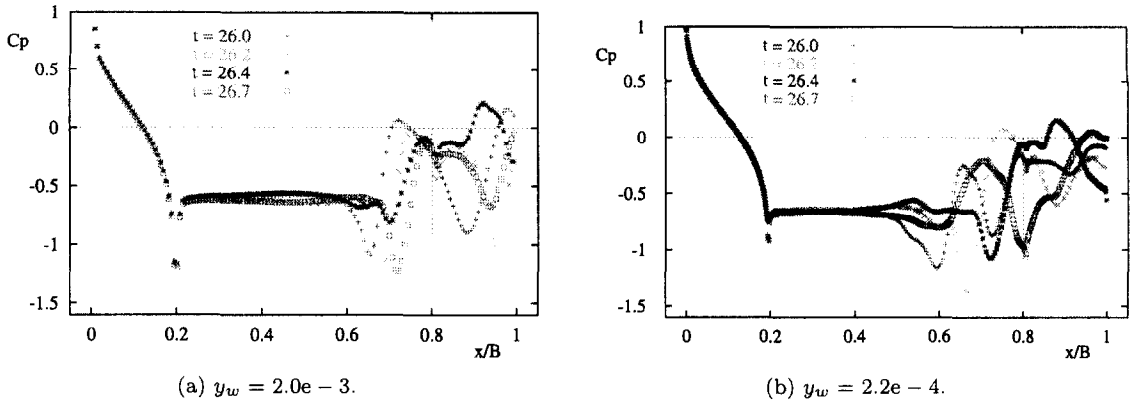 Cp
1
0.5
0
-0.5
-1
-1.5
t = 26.0
t = 26.2
t = 26.4
t = 26.7
0 0.2 0.4 0.6 0.8 1
x/B
(a) y_w = 2.0e − 3.
Cp
1
0.5
0
-0.5
-1
-1.5
t = 26.0
t = 26.4
t = 26.7
0 0.2 0.4 0.6 0.8 1
x/B
(b) y_w = 2.2e − 4.